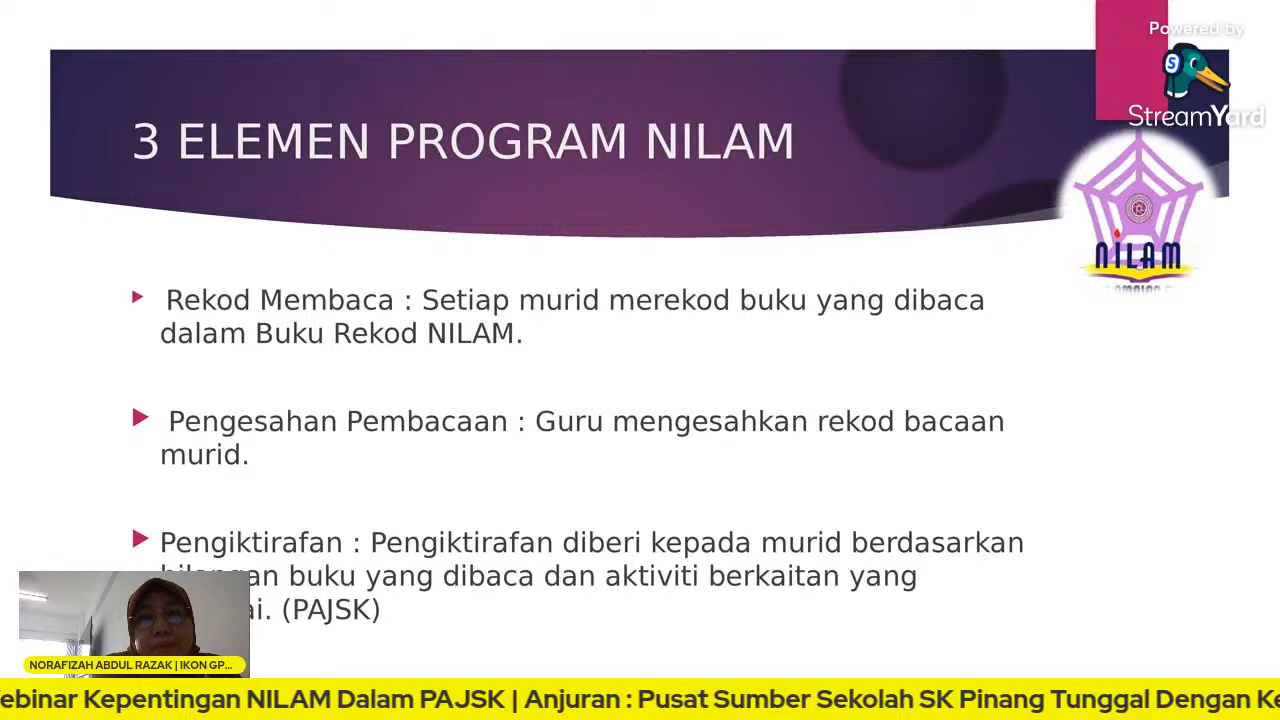 Powered by
S
StreamYard
3 ELEMEN PROGRAM NILAM
NILAM
Rekod Membaca : Setiap murid merekod buku yang dibaca
dalam Buku Rekod NILAM.
Pengesahan Pembacaan : Guru mengesahkan rekod bacaan
murid.
Pengiktirafan : Pengiktirafan diberi kepada murid berdasarkan
buku yang dibaca dan aktiviti berkaitan yang
(PAJSK)
NORAFIZAH ABDUL RAZAK | IKON GP...
ebinar Kepentingan NILAM Dalam PAJSK | Anjuran : Pusat Sumber Sekolah SK Pinang Tunggal Dengan Ke